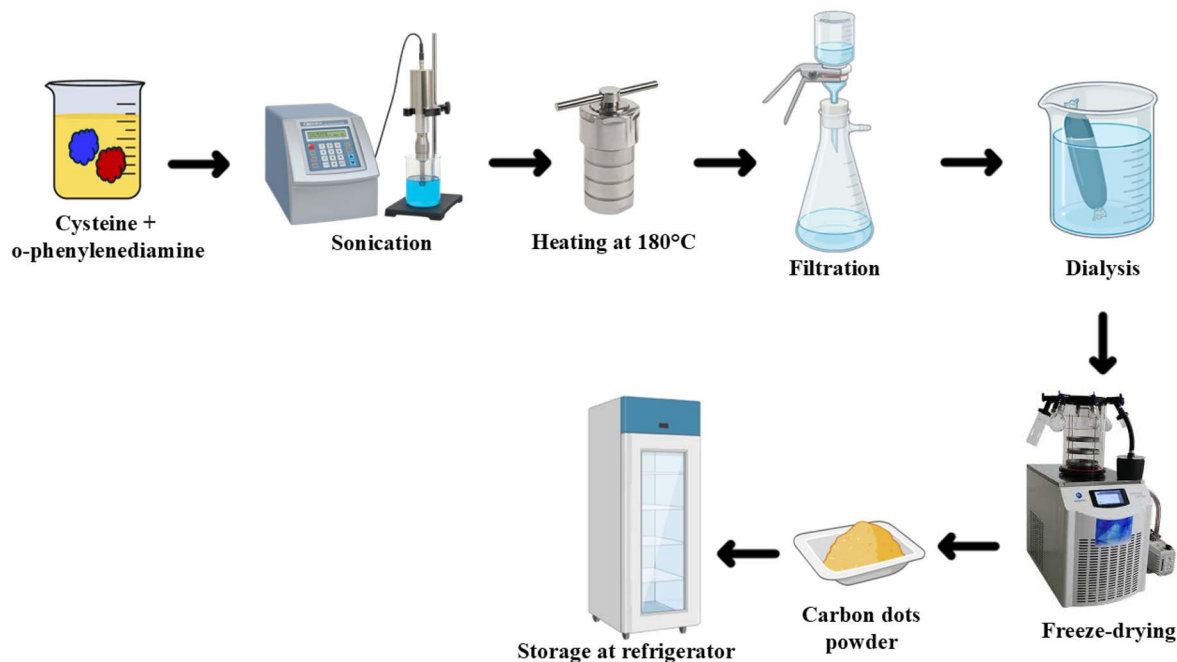 Cysteine +
o-phenylenediamine
Sonication
Heating at 180°C
Filtration
Dialysis
Freeze-drying
Carbon dots
powder
Storage at refrigerator